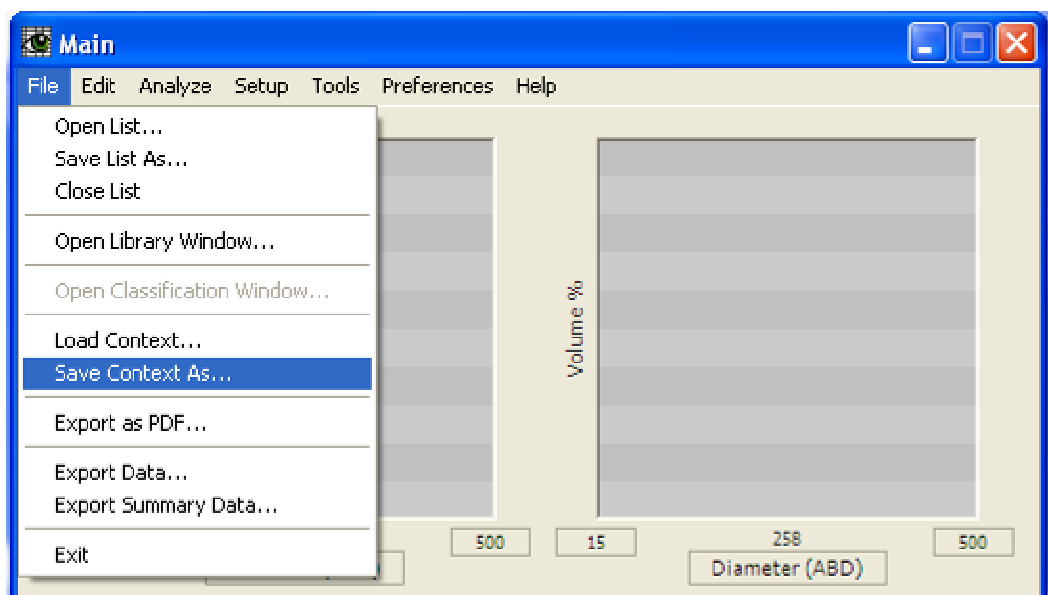 Main
File Edit Analyze Setup Tools Preferences Help
Open List...
Save List As...
Close List
Open Library Window...
Open Classification Window...
Load Context...
Save Context As...
Export as PDF...
Export Data...
Export Summary Data...
Exit
500
Volume %
15 258 500
Diameter (ABD)